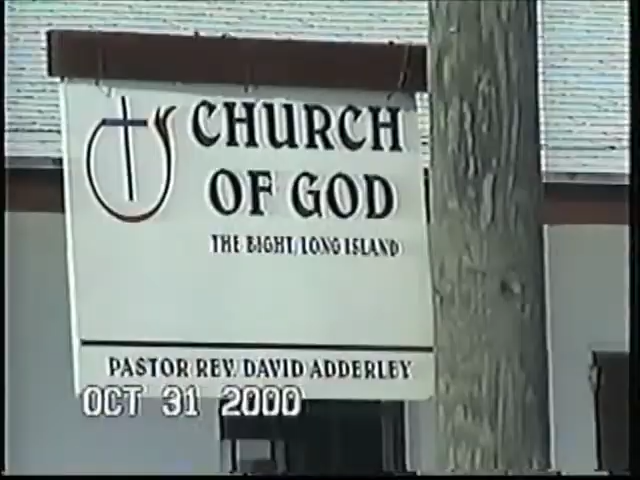 CHURCH
OF GOD
THE BIGHT, LONG ISLAND
PASTOR REV. DAVID ADDERLEY
OCT 31 2000